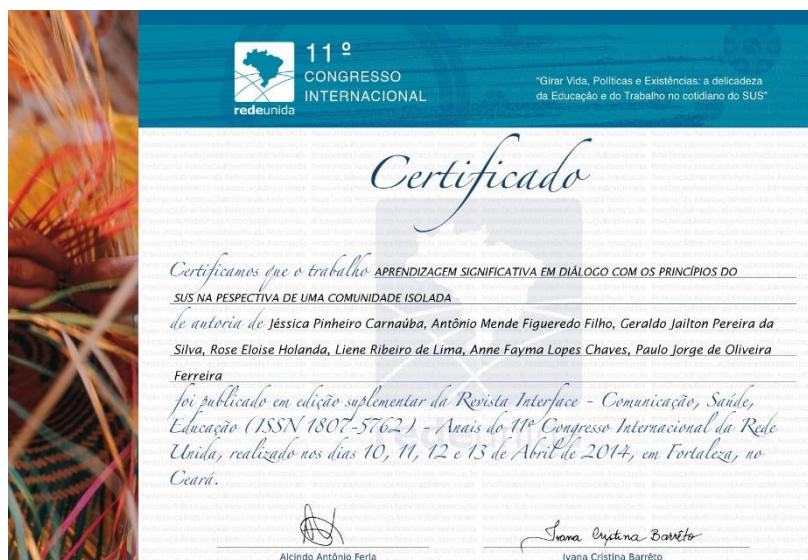 11º
CONGRESSO
INTERNACIONAL
redeunida
"Girar Vida, Políticas e Existências: a delicadeza
da Educação e do Trabalho no cotidiano do SUS"
Certificado
Certificamos que o trabalho APRENDIZAGEM SIGNIFICATIVA EM DIÁLOGO COM OS PRINCÍPIOS DO
SUS NA PESPECTIVA DE UMA COMUNIDADE ISOLADA
de autoria de Jéssica Pinheiro Carnaúba, Antônio Mende Figueredo Filho, Geraldo Jailton Pereira da
Silva, Rose Eloise Holanda, Liene Ribeiro de Lima, Anne Fayma Lopes Chaves, Paulo Jorge de Oliveira
Ferreira
foi publicado em edição suplementar da Revista Interface - Comunicação, Saúde,
Educação (ISSN 1807-5762) - Anais do 11º Congresso Internacional da Rede
Unida, realizado nos dias 10, 11, 12 e 13 de Abril de 2014, em Fortaleza, no
Ceará.
Ivana Cristina Barrêto
Alcindo Antônio Ferla
Ivana Cristina Barrêto